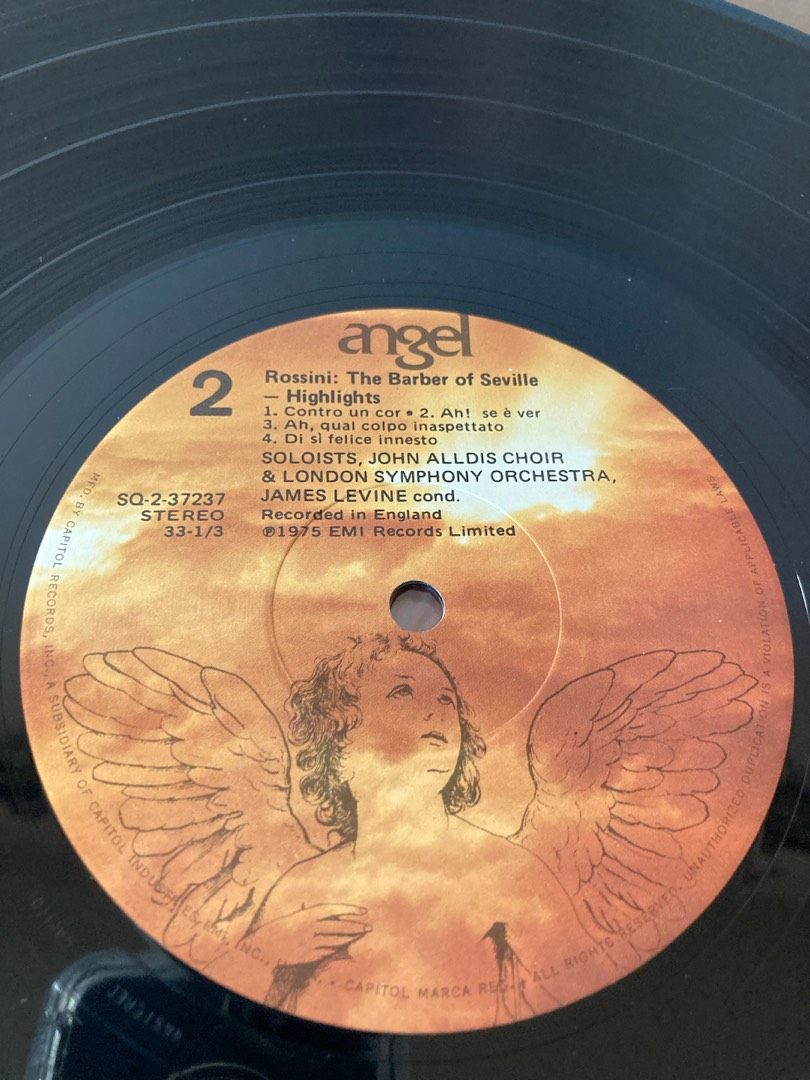 angel
2
Rossini: The Barber of Seville
— Highlights
1. Contro un cor • 2. Ah! se è ver
3. Ah, qual colpo inaspettato
4. Di sì felice innesto
SOLOISTS, JOHN ALLDIS CHOIR
& LONDON SYMPHONY ORCHESTRA,
JAMES LEVINE cond.
SQ-2-37237
STEREO
33-1/3
Recorded in England
℗1975 EMI Records Limited
MFD. BY CAPITOL RECORDS, INC., A SUBSIDIARY OF CAPITOL INDUSTRIES-EMI, INC., • CAPITOL MARCA REG. • ALL RIGHTS RESERVED. UNAUTHORIZED DUPLICATION IS A VIOLATION OF APPLICABLE LAWS
MASTERED